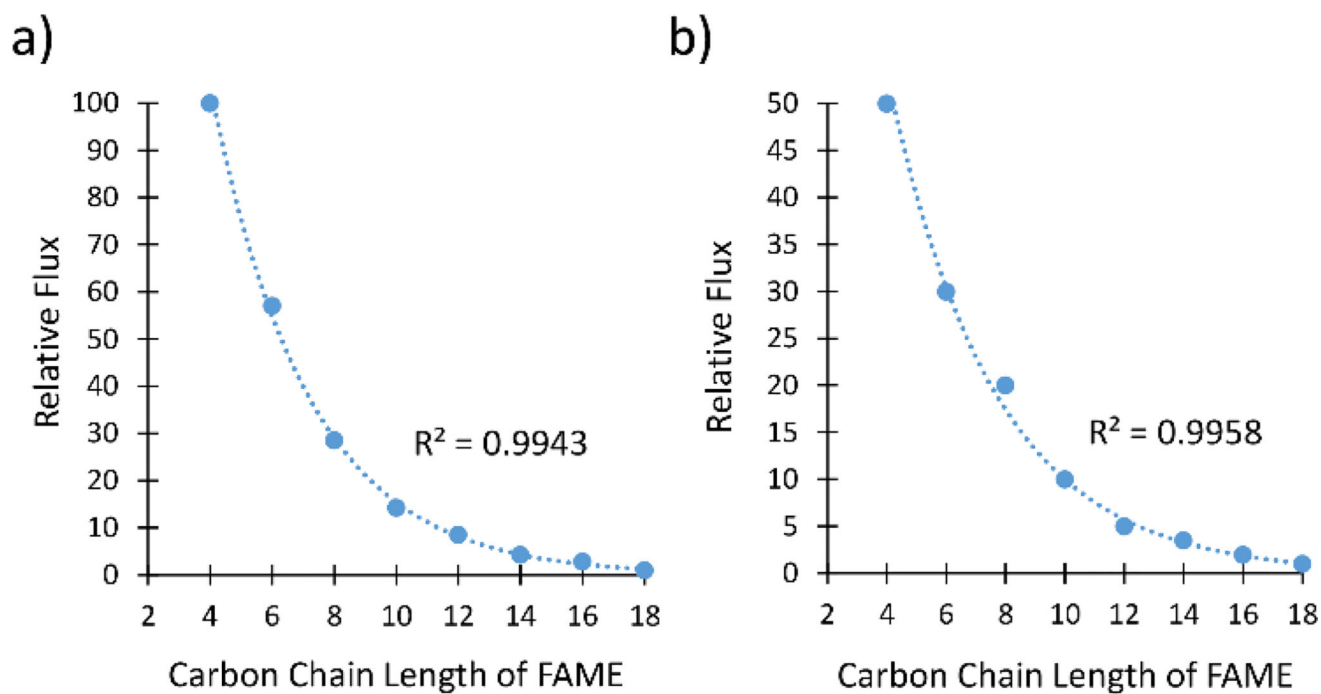 a)
100
90
80
70
60
50
40
30
20
10
0
Relative Flux
R² = 0.9943
2 4 6 8 10 12 14 16 18
Carbon Chain Length of FAME
b)
50
45
40
35
30
25
20
15
10
5
0
Relative Flux
R² = 0.9958
2 4 6 8 10 12 14 16 18
Carbon Chain Length of FAME